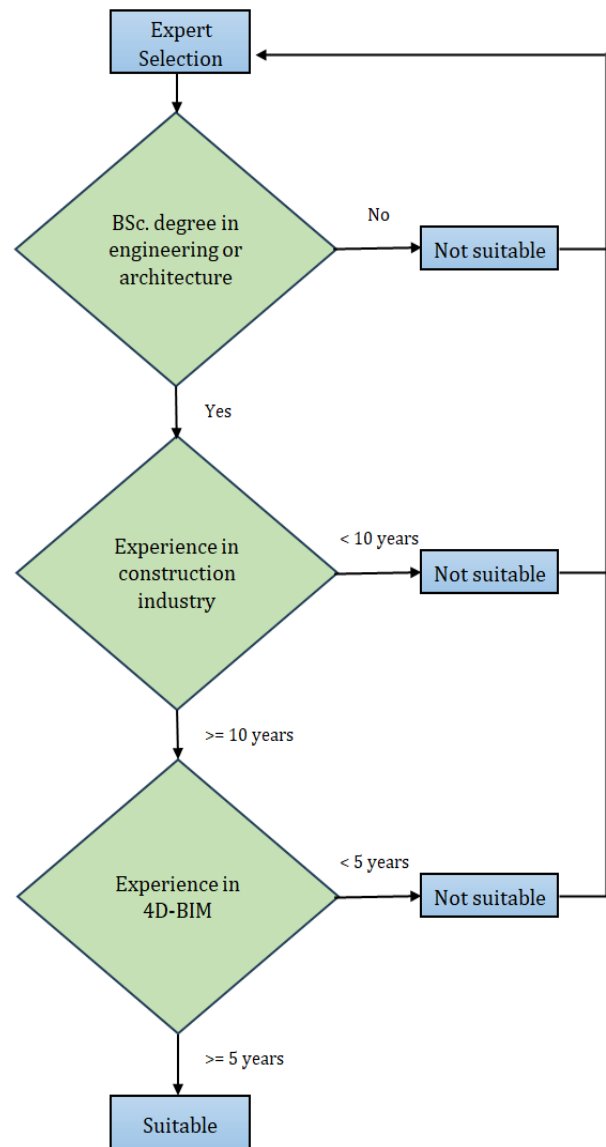 Expert
Selection
BSc. degree in
engineering or
architecture
No
Not suitable
Yes
Experience in
construction
industry
< 10 years
Not suitable
>= 10 years
Experience in
4D-BIM
< 5 years
Not suitable
>= 5 years
Suitable